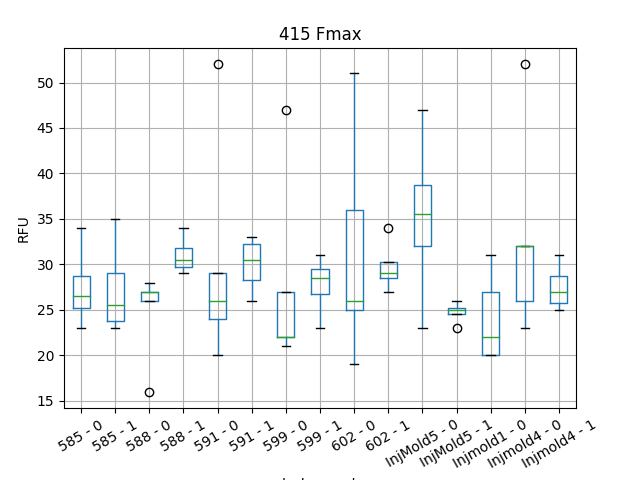 415 Fmax
RFU
50
45
40
35
30
25
20
15
585 - 0
585 - 1
588 - 0
588 - 1
591 - 0
591 - 1
599 - 0
599 - 1
602 - 0
602 - 1
InjMold5 - 0
InjMold5 - 1
Injmold1 - 0
Injmold4 - 0
Injmold4 - 1